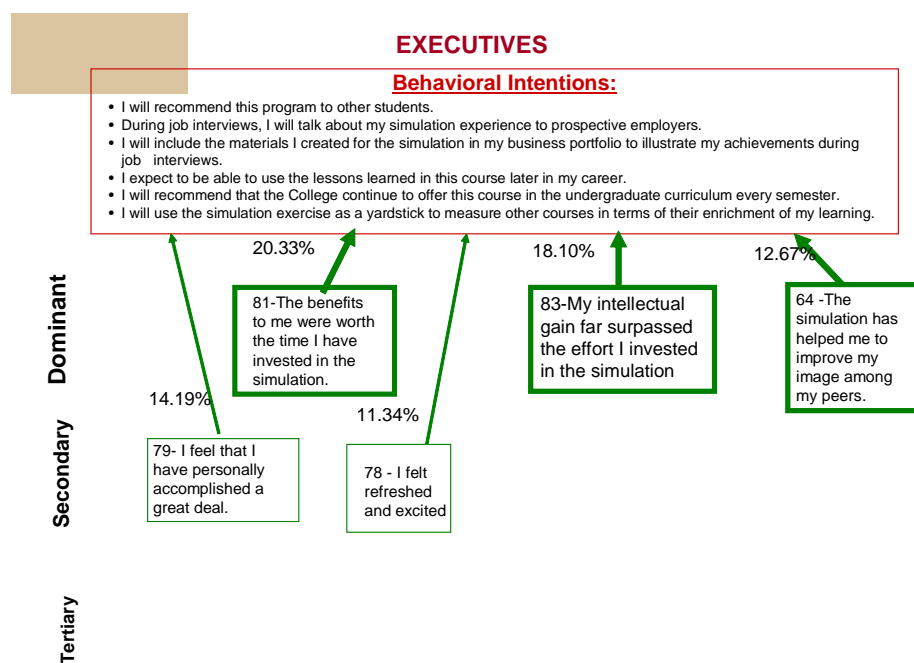 EXECUTIVES
Behavioral Intentions:
• I will recommend this program to other students.
• During job interviews, I will talk about my simulation experience to prospective employers.
• I will include the materials I created for the simulation in my business portfolio to illustrate my achievements during
job interviews.
• I expect to be able to use the lessons learned in this course later in my career.
• I will recommend that the College continue to offer this course in the undergraduate curriculum every semester.
• I will use the simulation exercise as a yardstick to measure other courses in terms of their enrichment of my learning.
20.33%
18.10%
12.67%
Dominant
81-The benefits
to me were worth
the time I have
invested in the
simulation.
83-My intellectual
gain far surpassed
the effort I invested
in the simulation
64 -The
simulation has
helped me to
improve my
image among
my peers.
14.19%
11.34%
Secondary
79- I feel that I
have personally
accomplished a
great deal.
78 - I felt
refreshed
and excited
Tertiary